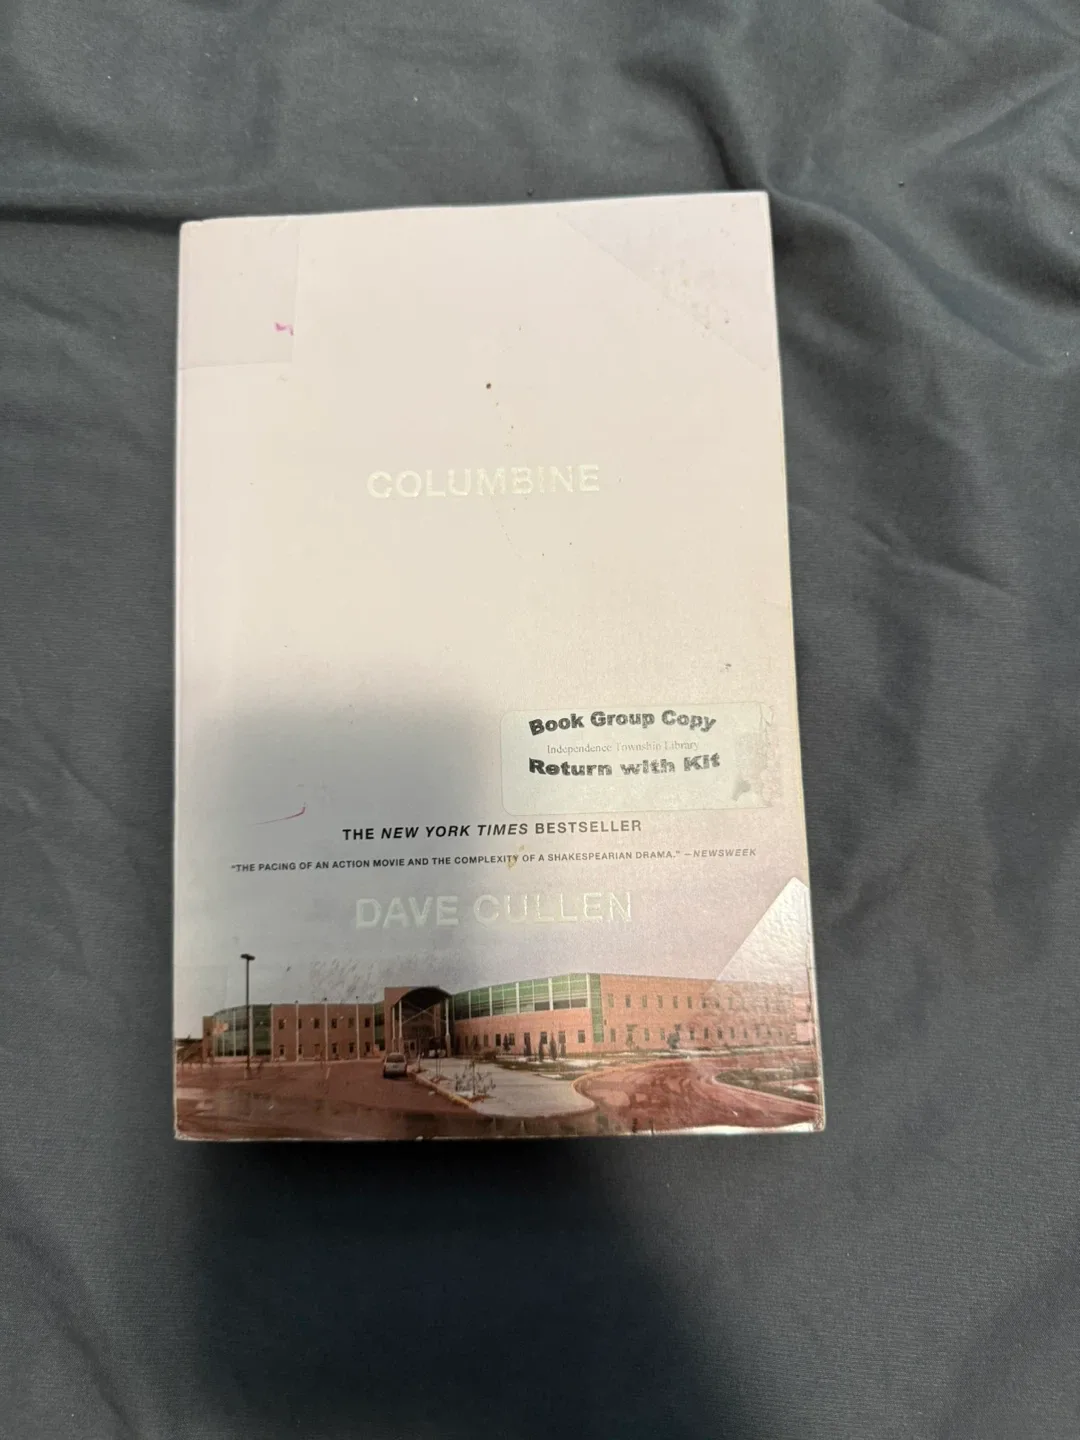 COLUMBINE
Book Group Copy
Independence Township Library
Return with Kit
THE NEW YORK TIMES BESTSELLER
“THE PACING OF AN ACTION MOVIE AND THE COMPLEXITY OF A SHAKESPEARIAN DRAMA.” —NEWSWEEK
DAVE CULLEN